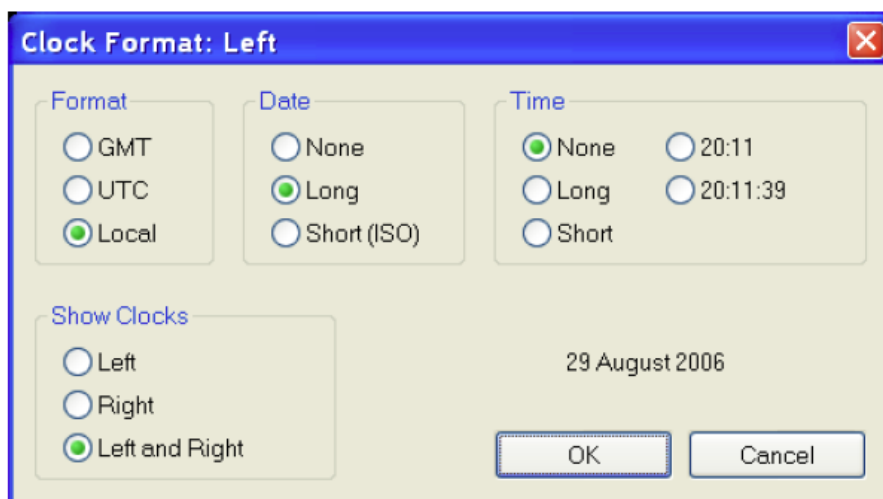 Clock Format: Left
Format
GMT
UTC
Local
Date
None
Long
Short (ISO)
Time
None
Long
Short
20:11
20:11:39
Show Clocks
Left
Right
Left and Right
29 August 2006
OK
Cancel